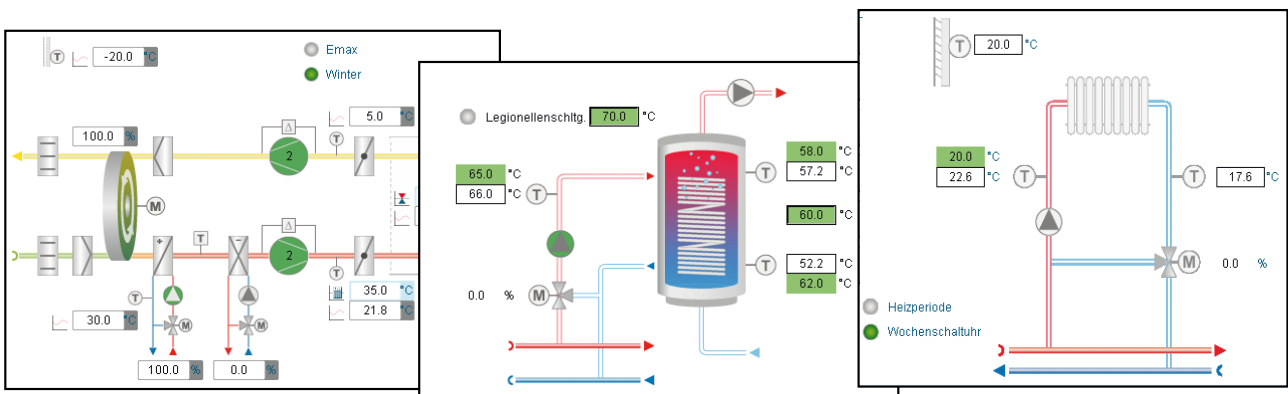 T -20.0 °C
Emax
Winter
100.0 %
Δ
2
T
5.0 °C
M
T
Δ
2
T
+
−
T
M
M
30.0 °C
35.0 °C
21.8 °C
100.0 %
0.0 %
Legionellenschltg. 70.0 °C
65.0 °C
66.0 °C
T
58.0 °C
T 57.2 °C
60.0 °C
T 52.2 °C
62.0 °C
0.0 % M
T 20.0 °C
20.0 °C
22.6 °C
T
T 17.6 °C
M 0.0 %
Heizperiode
Wochenschaltuhr